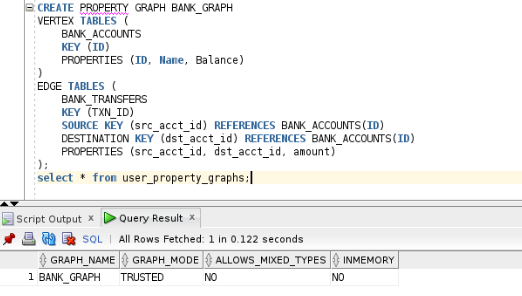 CREATE PROPERTY GRAPH BANK_GRAPH
VERTEX TABLES (
BANK_ACCOUNTS
KEY (ID)
PROPERTIES (ID, Name, Balance)
)
EDGE TABLES (
BANK_TRANSFERS
KEY (TXN_ID)
SOURCE KEY (src_acct_id) REFERENCES BANK_ACCOUNTS(ID)
DESTINATION KEY (dst_acct_id) REFERENCES BANK_ACCOUNTS(ID)
PROPERTIES (src_acct_id, dst_acct_id, amount)
);
select * from user_property_graphs;
Script Output x Query Result x
SQL | All Rows Fetched: 1 in 0.122 seconds
GRAPH_NAME GRAPH_MODE ALLOWS_MIXED_TYPES INMEMORY
1 BANK_GRAPH TRUSTED NO NO